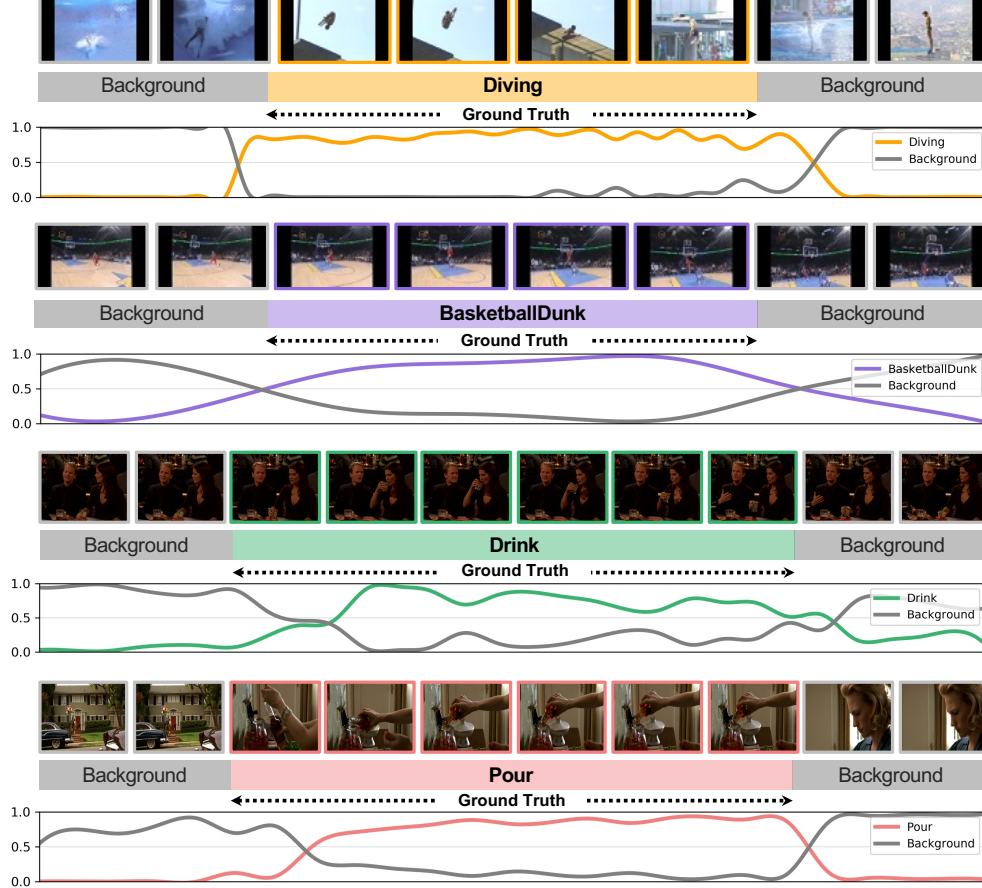 Background Diving Background
Ground Truth
1.0
0.5
0.0
Diving
Background
Background BasketballDunk Background
Ground Truth
1.0
0.5
0.0
BasketballDunk
Background
Background Drink Background
Ground Truth
1.0
0.5
0.0
Drink
Background
Background Pour Background
Ground Truth
1.0
0.5
0.0
Pour
Background